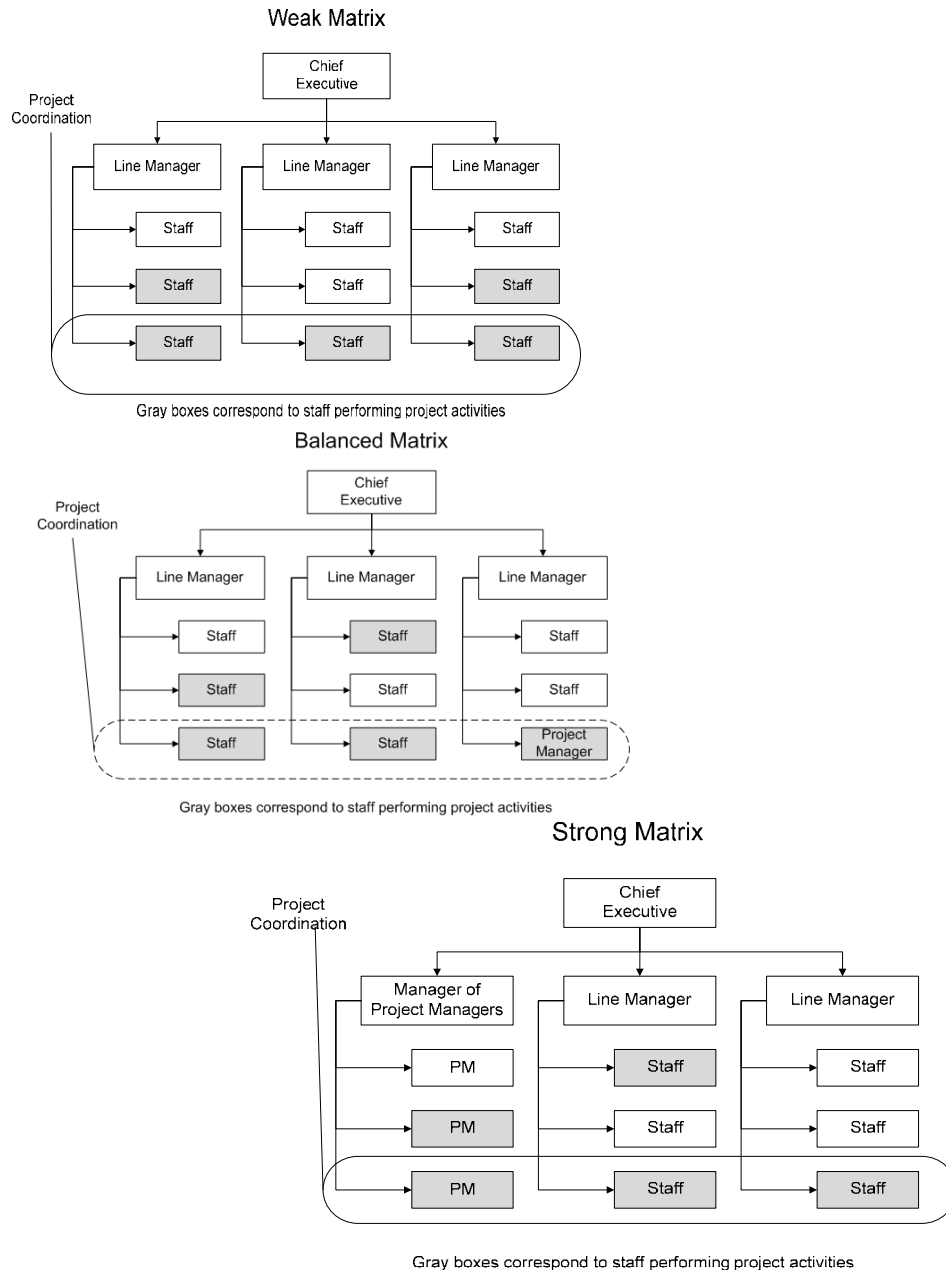 Weak Matrix
Chief
Executive
Project
Coordination
Line Manager
Line Manager
Line Manager
Staff
Staff
Staff
Staff
Staff
Staff
Staff
Staff
Staff
Gray boxes correspond to staff performing project activities
Balanced Matrix
Chief
Executive
Project
Coordination
Line Manager
Line Manager
Line Manager
Staff
Staff
Staff
Staff
Staff
Staff
Staff
Staff
Project
Manager
Gray boxes correspond to staff performing project activities
Strong Matrix
Chief
Executive
Project
Coordination
Manager of
Project Managers
Line Manager
Line Manager
PM
Staff
Staff
PM
Staff
Staff
PM
Staff
Staff
Gray boxes correspond to staff performing project activities